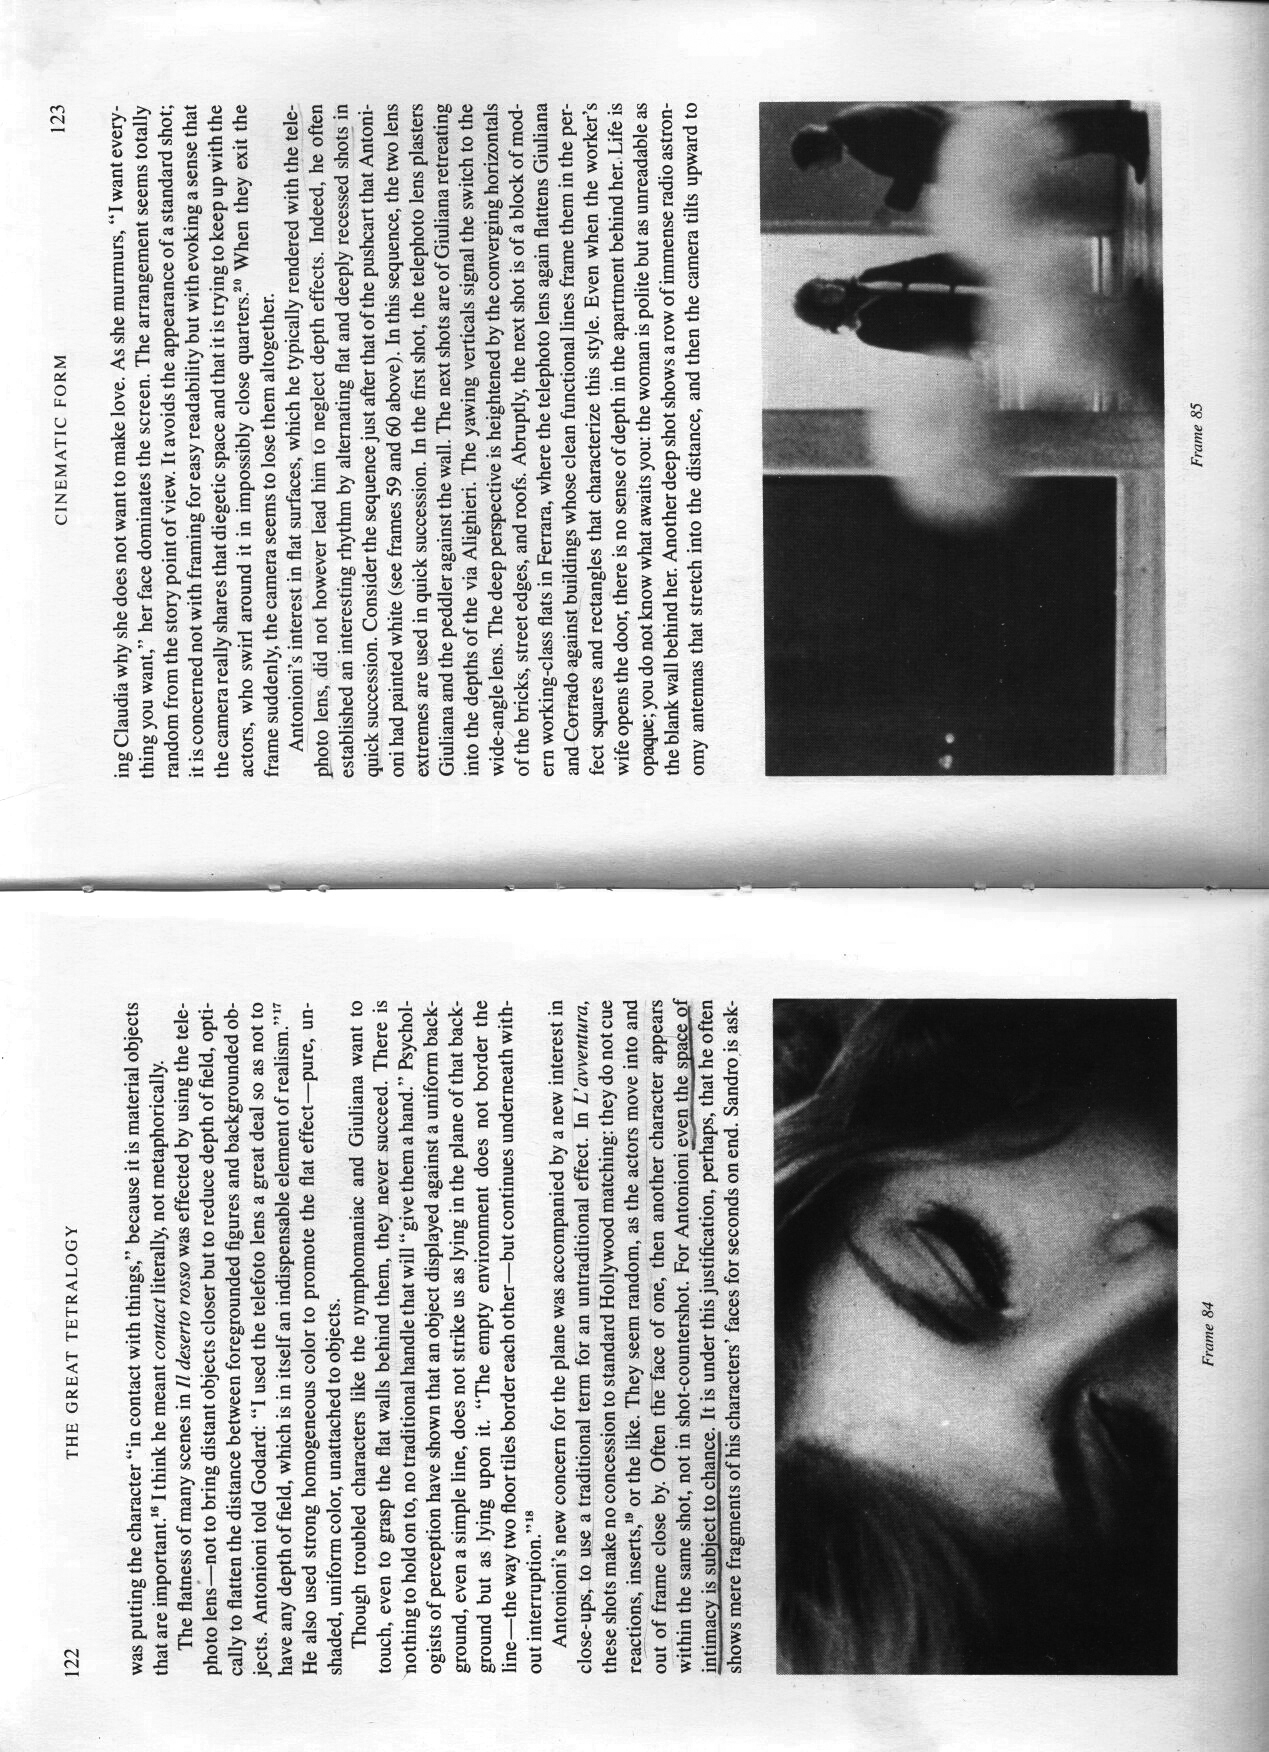 122
THE GREAT TETRALOGY
was putting the character “in contact with things,” because it is material objects
that are important.¹⁶ I think he meant contact literally, not metaphorically.
The flatness of many scenes in Il deserto rosso was effected by using the tele-
photo lens—not to bring distant objects closer but to reduce depth of field, opti-
cally to flatten the distance between foregrounded figures and backgrounded ob-
jects. Antonioni told Godard: “I used the telefoto lens a great deal so as not to
have any depth of field, which is in itself an indispensable element of realism.”¹⁷
He also used strong homogeneous color to promote the flat effect—pure, un-
shaded, uniform color, unattached to objects.
Though troubled characters like the nymphomaniac and Giuliana want to
touch, even to grasp the flat walls behind them, they never succeed. There is
nothing to hold on to, no traditional handle that will “give them a hand.” Psychol-
ogists of perception have shown that an object displayed against a uniform back-
ground, even a simple line, does not strike us as lying in the plane of that back-
ground but as lying upon it. “The empty environment does not border the
line—the way two floor tiles border each other—but continues underneath with-
out interruption.”¹⁸
Antonioni’s new concern for the plane was accompanied by a new interest in
close-ups, to use a traditional term for an untraditional effect. In L’avventura,
these shots make no concession to standard Hollywood matching: they do not cue
reactions, inserts,¹⁹ or the like. They seem random, as the actors move into and
out of frame close by. Often the face of one, then another character appears
within the same shot, not in shot-countershot. For Antonioni even the space of
intimacy is subject to chance. It is under this justification, perhaps, that he often
shows mere fragments of his characters’ faces for seconds on end. Sandro is ask-
Frame 84
CINEMATIC FORM
123
ing Claudia why she does not want to make love. As she murmurs, “I want every-
thing you want,” her face dominates the screen. The arrangement seems totally
random from the story point of view. It avoids the appearance of a standard shot;
it is concerned not with framing for easy readability but with evoking a sense that
the camera really shares that diegetic space and that it is trying to keep up with the
actors, who swirl around it in impossibly close quarters.²⁰ When they exit the
frame suddenly, the camera seems to lose them altogether.
Antonioni’s interest in flat surfaces, which he typically rendered with the tele-
photo lens, did not however lead him to neglect depth effects. Indeed, he often
established an interesting rhythm by alternating flat and deeply recessed shots in
quick succession. Consider the sequence just after that of the pushcart that Antoni-
oni had painted white (see frames 59 and 60 above). In this sequence, the two lens
extremes are used in quick succession. In the first shot, the telephoto lens plasters
Giuliana and the peddler against the wall. The next shots are of Giuliana retreating
into the depths of the via Alighieri. The yawing verticals signal the switch to the
wide-angle lens. The deep perspective is heightened by the converging horizontals
of the bricks, street edges, and roofs. Abruptly, the next shot is of a block of mod-
ern working-class flats in Ferrara, where the telephoto lens again flattens Giuliana
and Corrado against buildings whose clean functional lines frame them in the per-
fect squares and rectangles that characterize this style. Even when the worker’s
wife opens the door, there is no sense of depth in the apartment behind her. Life is
opaque; you do not know what awaits you: the woman is polite but as unreadable as
the blank wall behind her. Another deep shot shows a row of immense radio astron-
omy antennas that stretch into the distance, and then the camera tilts upward to
Frame 85